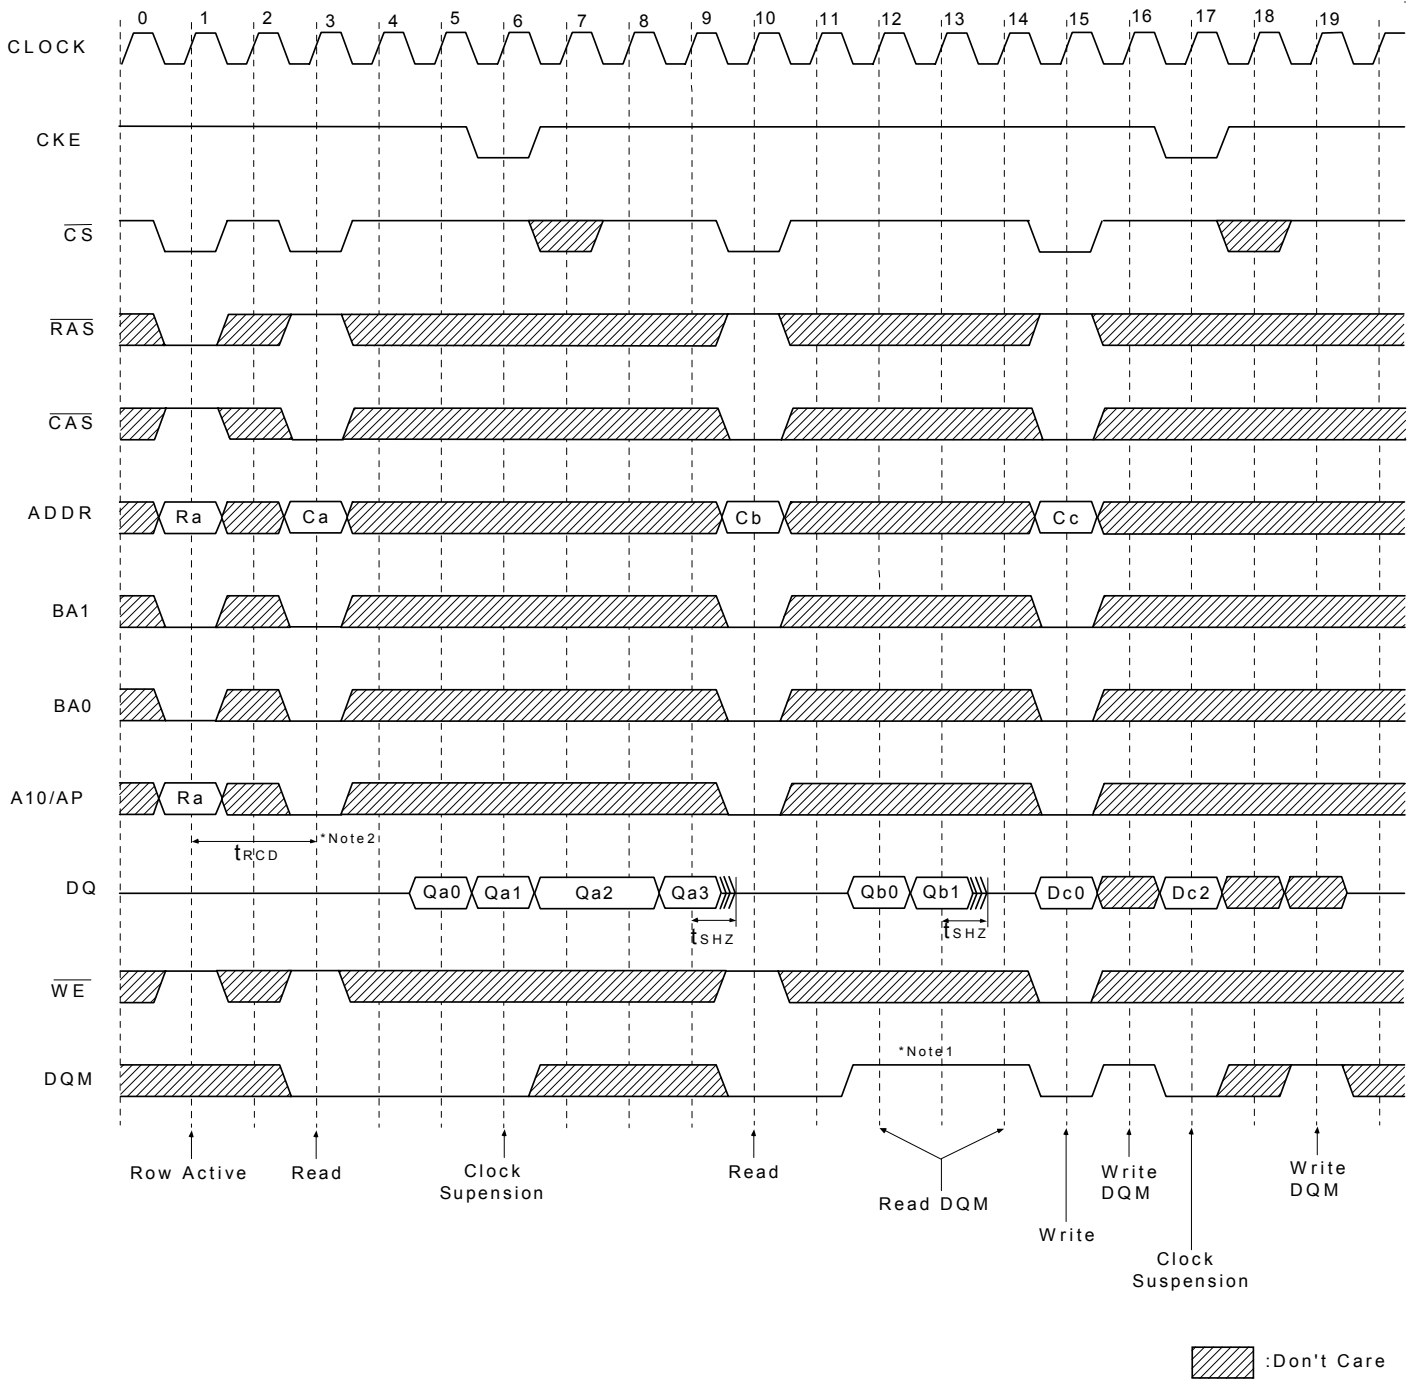 0 1 2 3 4 5 6 7 8 9 10 11 12 13 14 15 16 17 18 19
CLOCK
CKE
CS
RAS
CAS
ADDR Ra Ca Cb Cc
BA1
BA0
A10/AP Ra
tRCD *Note2
DQ Qa0 Qa1 Qa2 Qa3 Qb0 Qb1 Dc0 Dc2
tSHZ tSHZ
WE
*Note1
DQM
Row Active Read Clock Read Write Write
Supension DQM DQM
Read DQM
Write
Clock
Suspension
:Don't Care